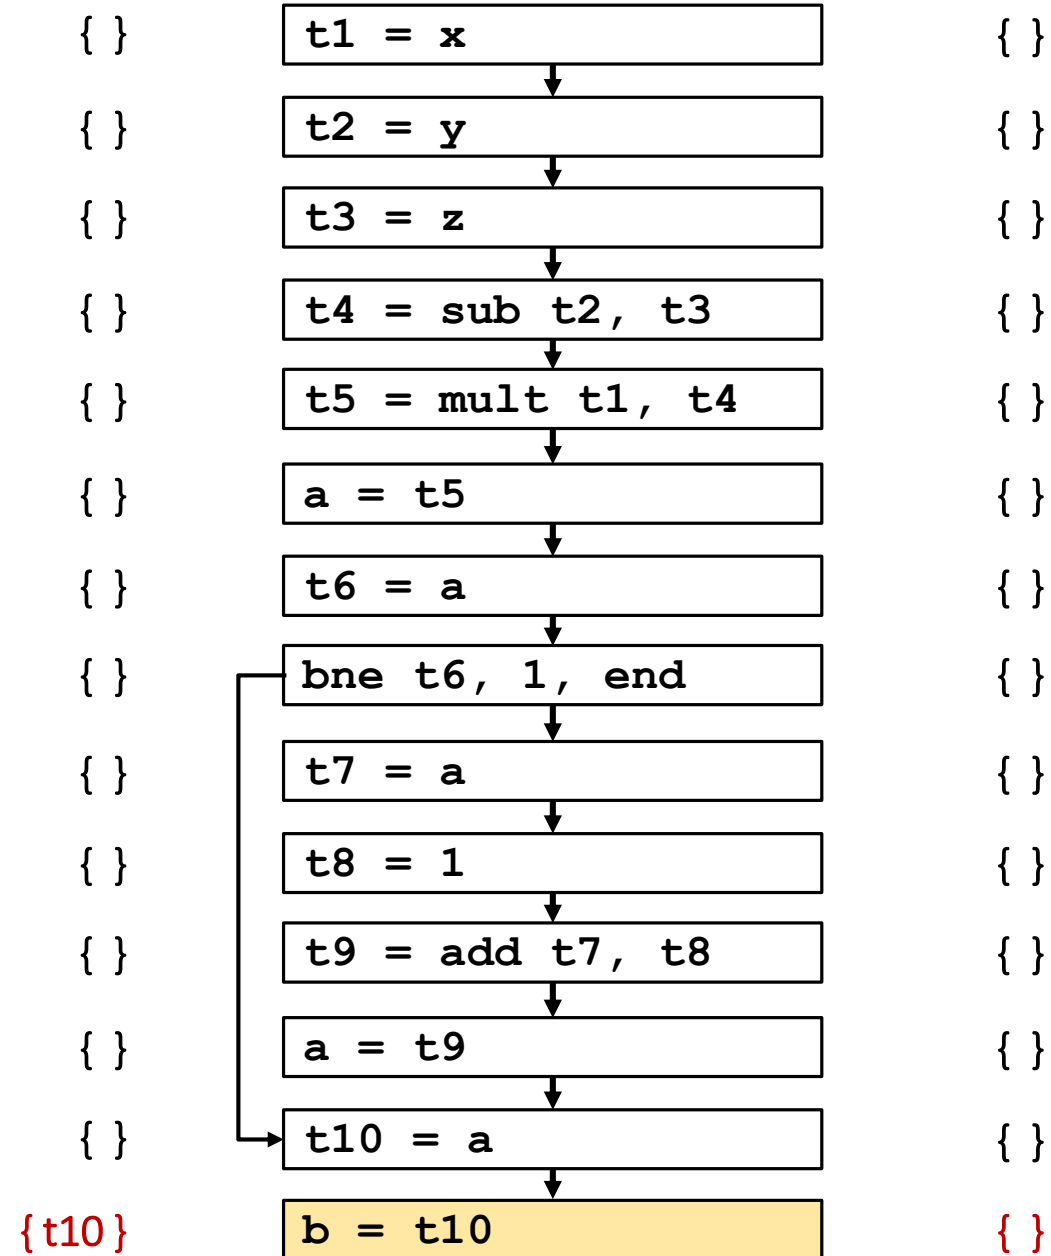 { } t1 = x { }
{ } t2 = y { }
{ } t3 = z { }
{ } t4 = sub t2, t3 { }
{ } t5 = mult t1, t4 { }
{ } a = t5 { }
{ } t6 = a { }
{ } bne t6, 1, end { }
{ } t7 = a { }
{ } t8 = 1 { }
{ } t9 = add t7, t8 { }
{ } a = t9 { }
{ } t10 = a { }
{t10} b = t10 { }